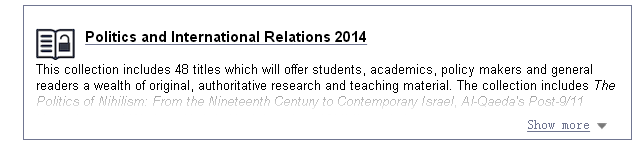 Politics and International Relations 2014
This collection includes 48 titles which will offer students, academics, policy makers and general
readers a wealth of original, authoritative research and teaching material. The collection includes The
Politics of Nihilism: From the Nineteenth Century to Contemporary Israel, Al-Qaeda's Post-9/11
Show more